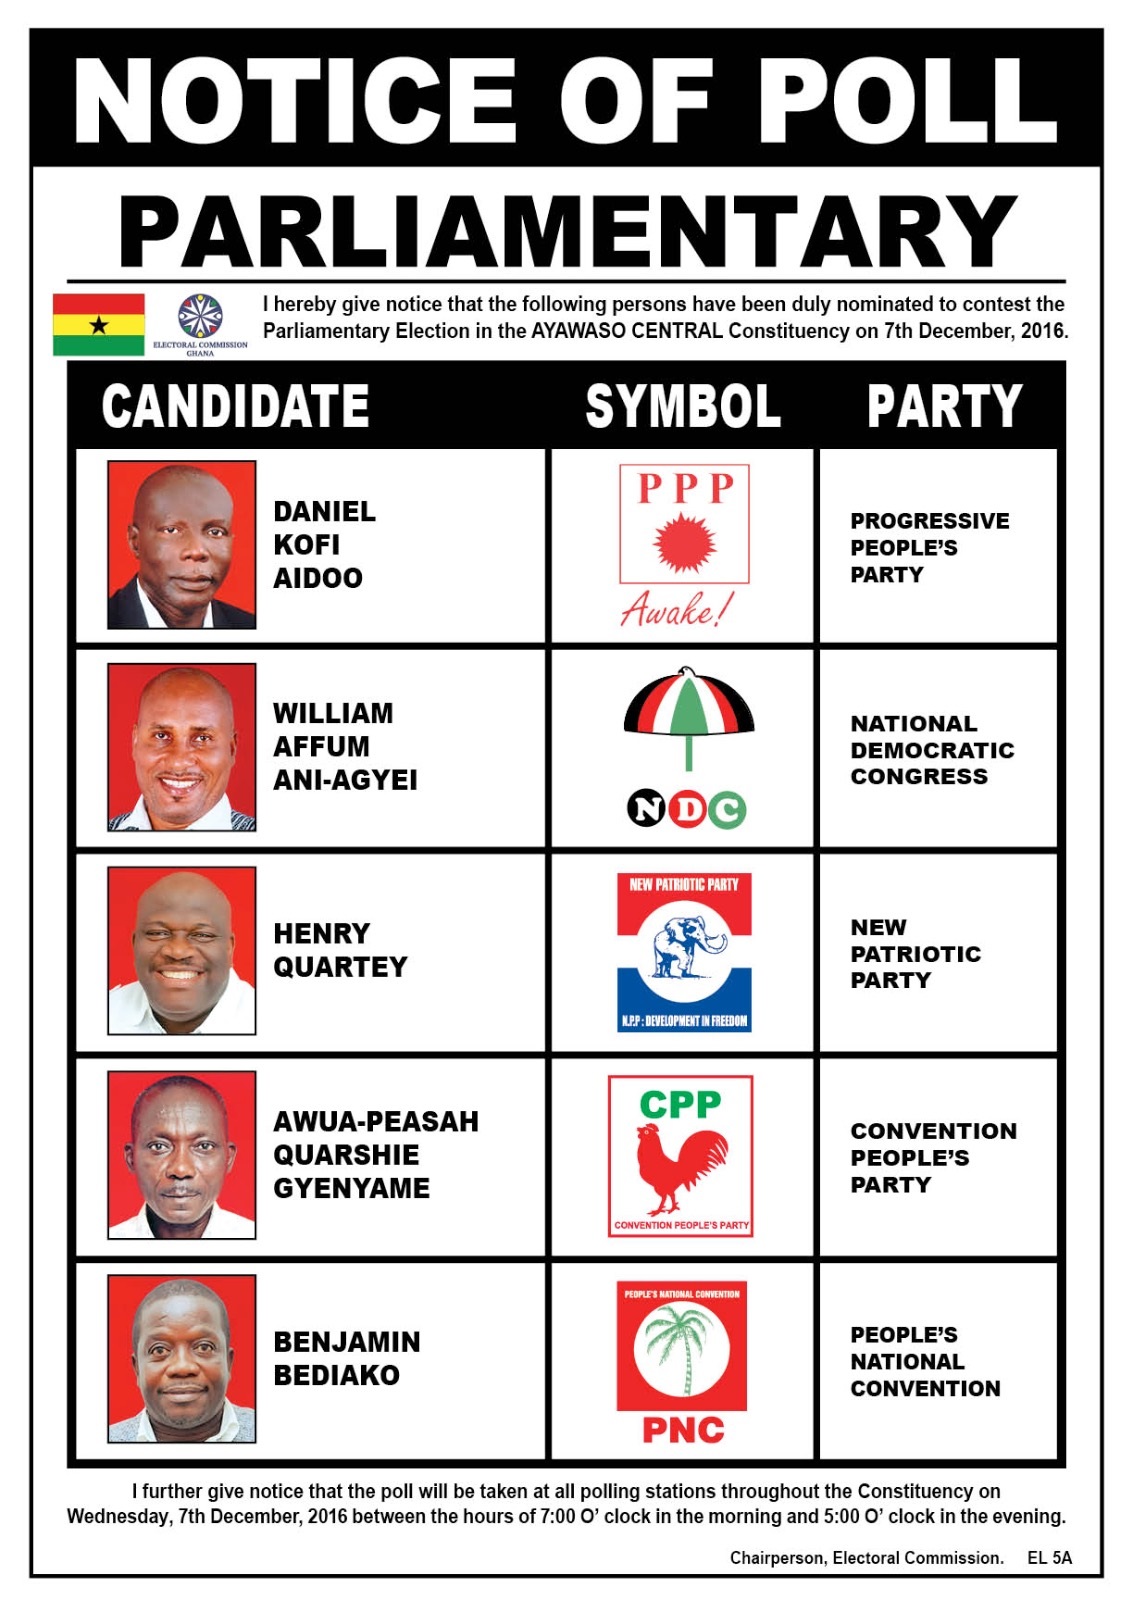 NOTICE OF POLL
PARLIAMENTARY
I hereby give notice that the following persons have been duly nominated to contest the
Parliamentary Election in the AYAWASO CENTRAL Constituency on 7th December, 2016.
ELECTORAL COMMISSION
GHANA
CANDIDATE SYMBOL PARTY
DANIEL
KOFI
AIDOO
P P P
Awake!
PROGRESSIVE
PEOPLE'S
PARTY
WILLIAM
AFFUM
ANI-AGYEI
NDC
NATIONAL
DEMOCRATIC
CONGRESS
HENRY
QUARTEY
NEW PATRIOTIC PARTY
N.P.P : DEVELOPMENT IN FREEDOM
NEW
PATRIOTIC
PARTY
AWUA-PEASAH
QUARSHIE
GYENYAME
CPP
CONVENTION PEOPLE'S PARTY
CONVENTION
PEOPLE'S
PARTY
BENJAMIN
BEDIAKO
PEOPLE'S NATIONAL CONVENTION
PNC
PEOPLE'S
NATIONAL
CONVENTION
I further give notice that the poll will be taken at all polling stations throughout the Constituency on
Wednesday, 7th December, 2016 between the hours of 7:00 O' clock in the morning and 5:00 O' clock in the evening.
Chairperson, Electoral Commission. EL 5A